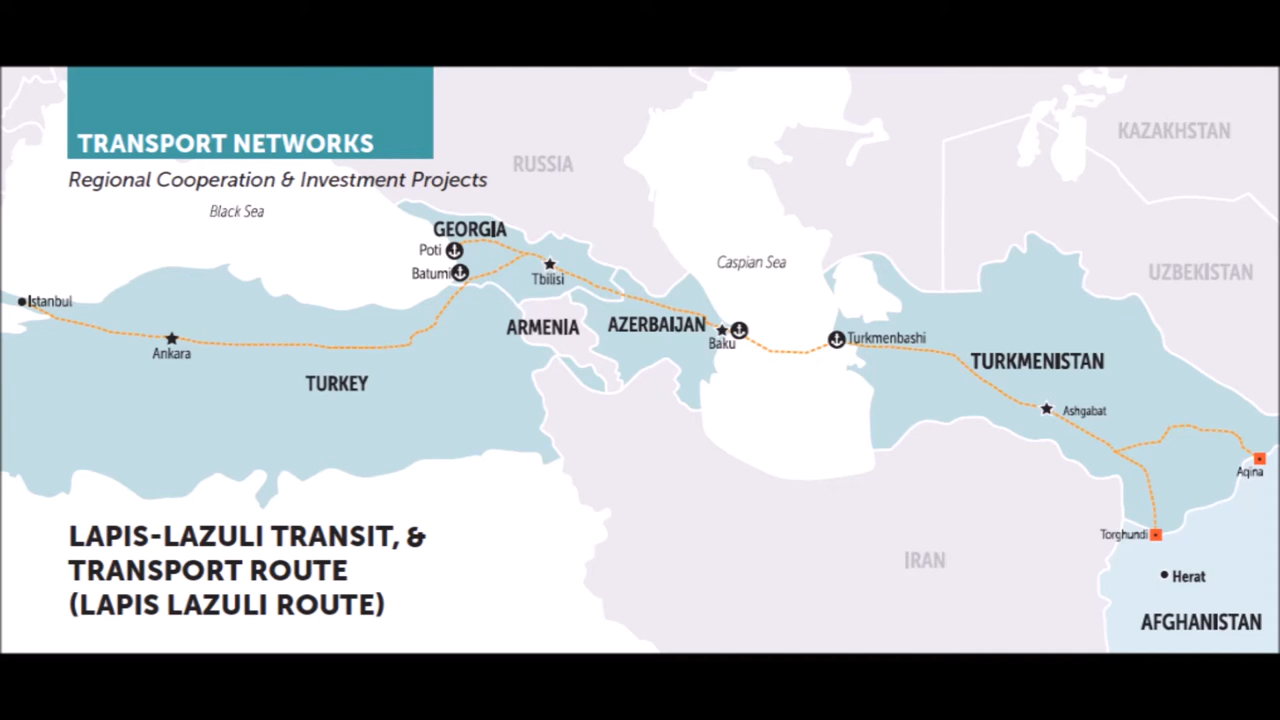 TRANSPORT NETWORKS
Regional Cooperation & Investment Projects
Black Sea
RUSSIA
KAZAKHSTAN
GEORGIA
Poti
Batumi
Tbilisi
Caspian Sea
UZBEKISTAN
Istanbul
Ankara
ARMENIA
AZERBAIJAN
Baku
Turkmenbashi
TURKEY
TURKMENISTAN
Ashgabat
Aqina
Torghundi
IRAN
Herat
AFGHANISTAN
LAPIS-LAZULI TRANSIT, &
TRANSPORT ROUTE
(LAPIS LAZULI ROUTE)